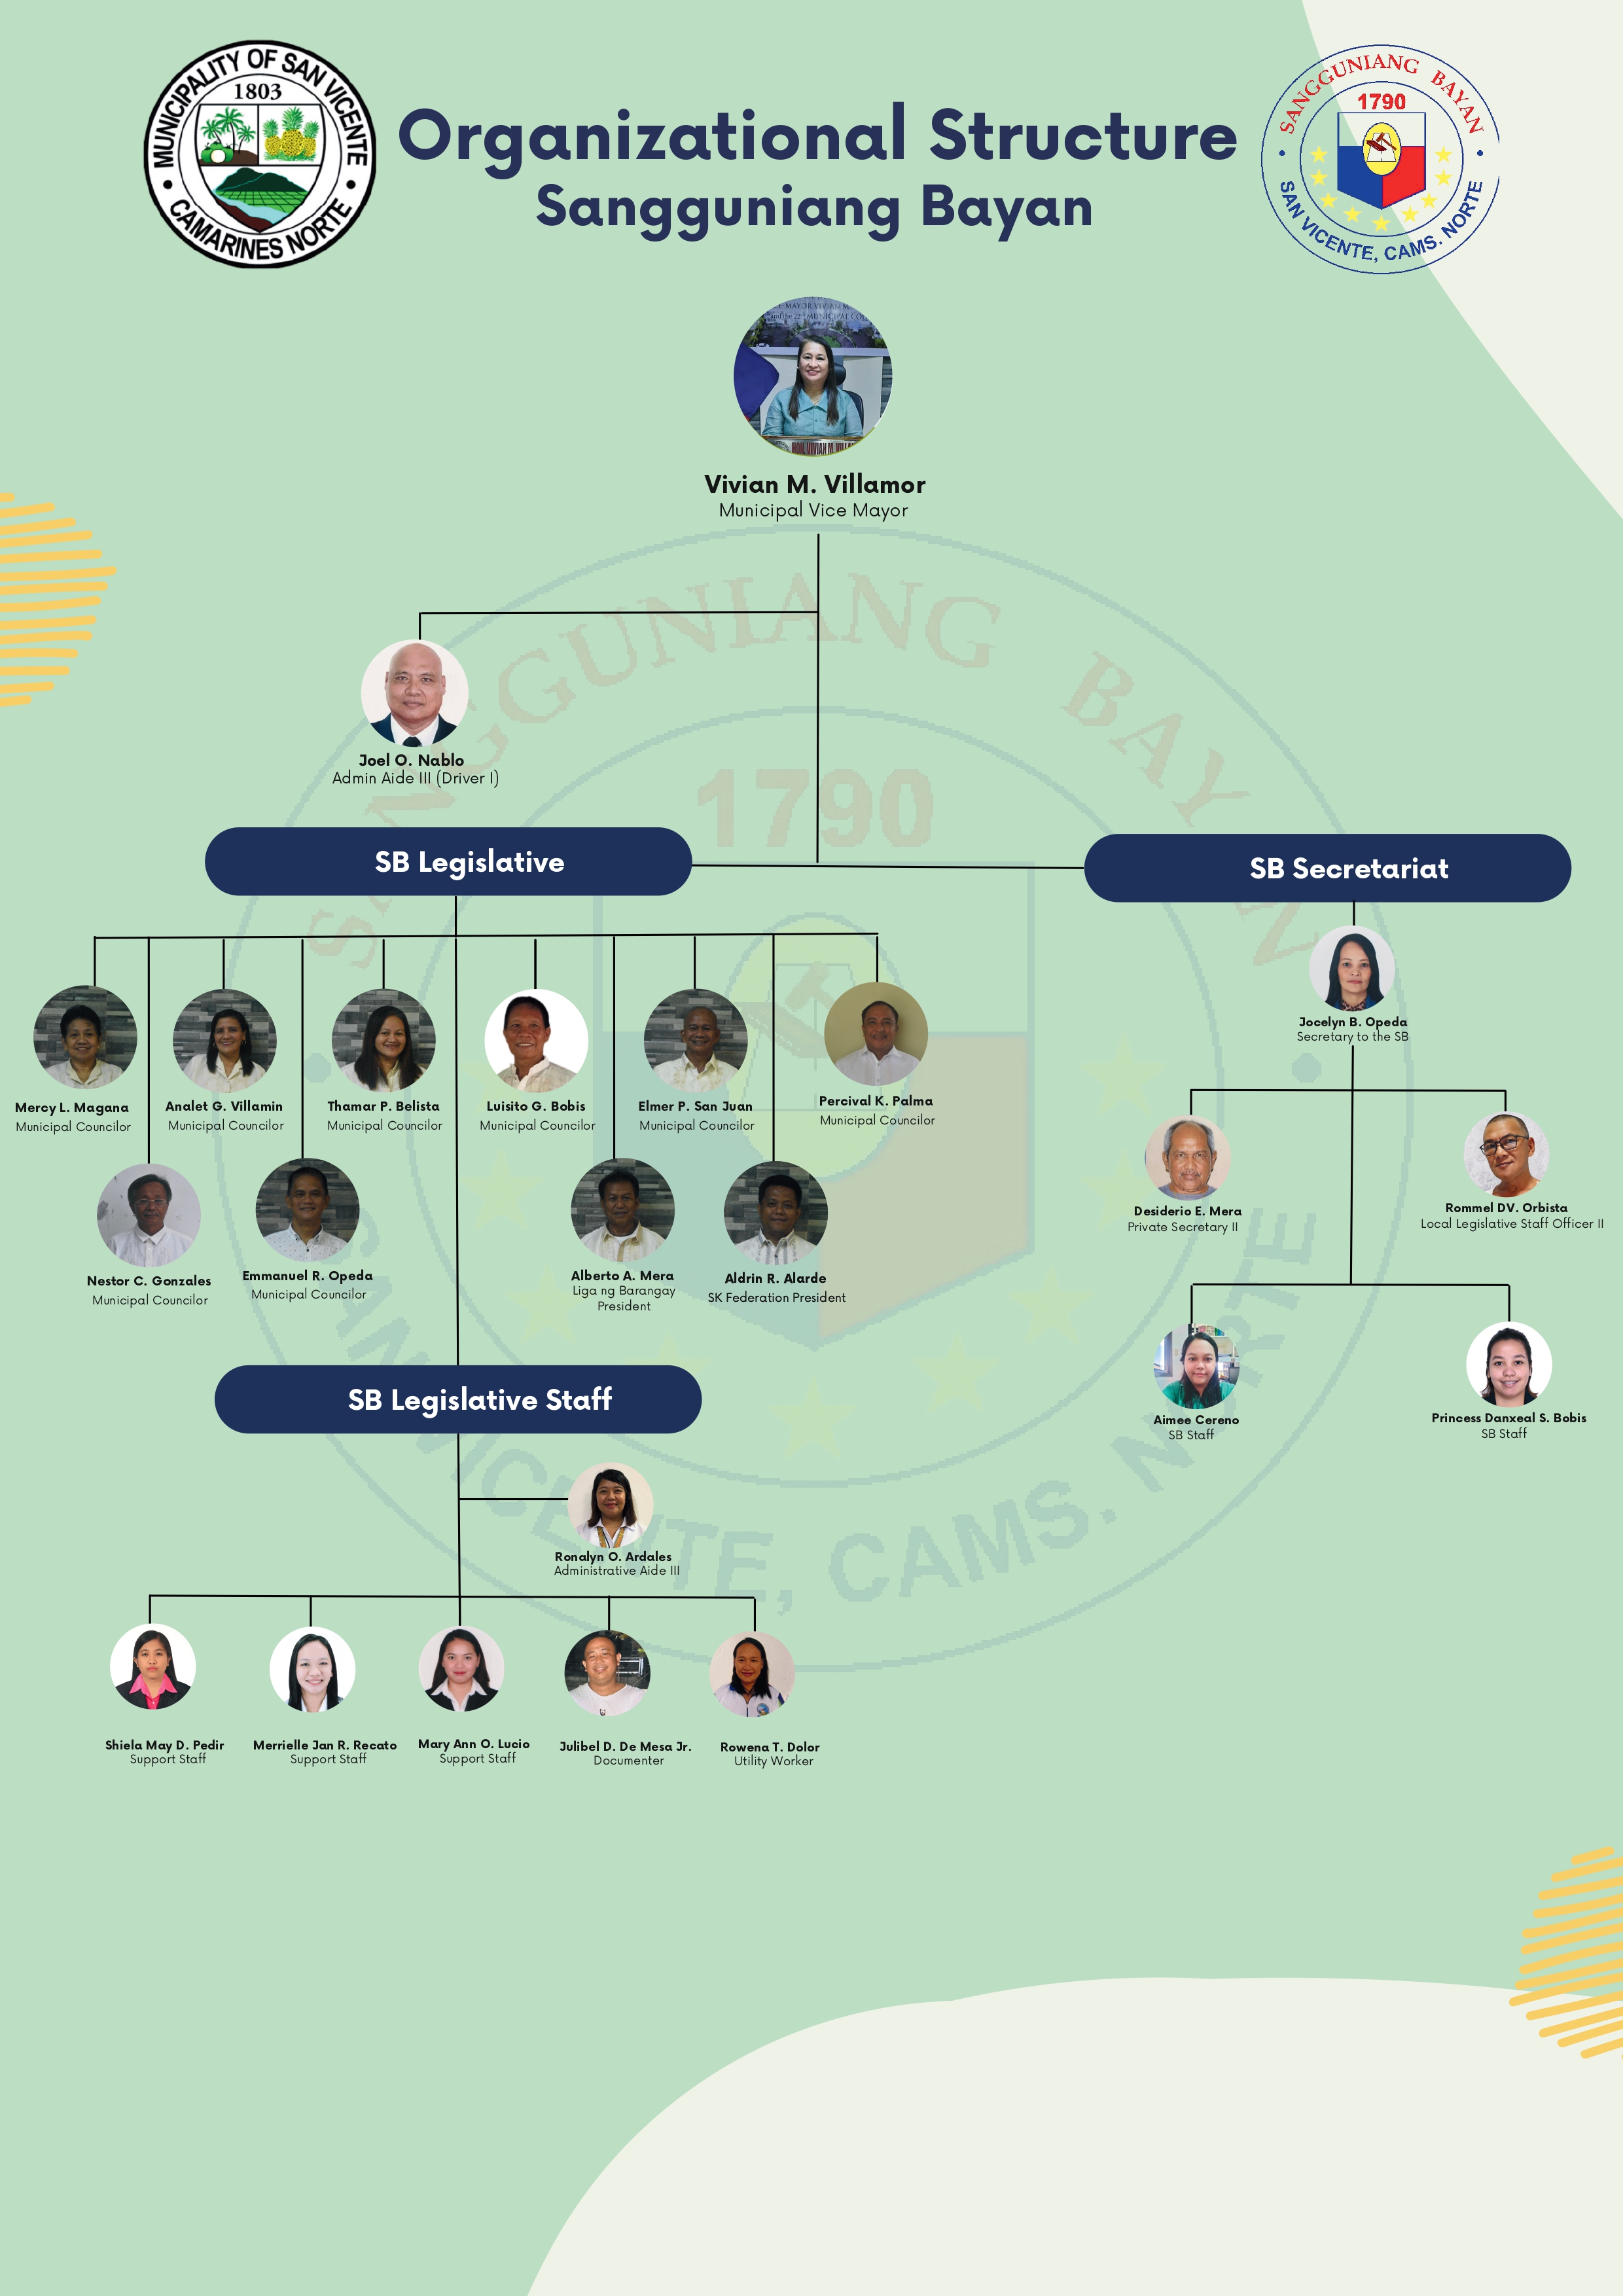 MUNICIPALITY OF SAN VICENTE
1803
CAMARINES NORTE
Organizational Structure
Sangguniang Bayan
SANGGUNIANG BAYAN
1790
SAN VICENTE, CAMS. NORTE
Vivian M. Villamor
Municipal Vice Mayor
SANGGUNIANG BAYAN
1790
SAN VICENTE, CAMS. NORTE
Joel O. Nablo
Admin Aide III (Driver I)
SB Legislative
SB Secretariat
Jocelyn B. Opeda
Secretary to the SB
Mercy L. Magana
Municipal Councilor
Analet G. Villamin
Municipal Councilor
Thamar P. Belista
Municipal Councilor
Luisito G. Bobis
Municipal Councilor
Elmer P. San Juan
Municipal Councilor
Percival K. Palma
Municipal Councilor
Desiderio E. Mera
Private Secretary II
Rommel DV. Orbista
Local Legislative Staff Officer II
Nestor C. Gonzales
Municipal Councilor
Emmanuel R. Opeda
Municipal Councilor
Alberto A. Mera
Liga ng Barangay
President
Aldrin R. Alarde
SK Federation President
Aimee Cereno
SB Staff
Princess Danxeal S. Bobis
SB Staff
SB Legislative Staff
Ronalyn O. Ardales
Administrative Aide III
Shiela May D. Pedir
Support Staff
Merrielle Jan R. Recato
Support Staff
Mary Ann O. Lucio
Support Staff
Julibel D. De Mesa Jr.
Documenter
Rowena T. Dolor
Utility Worker